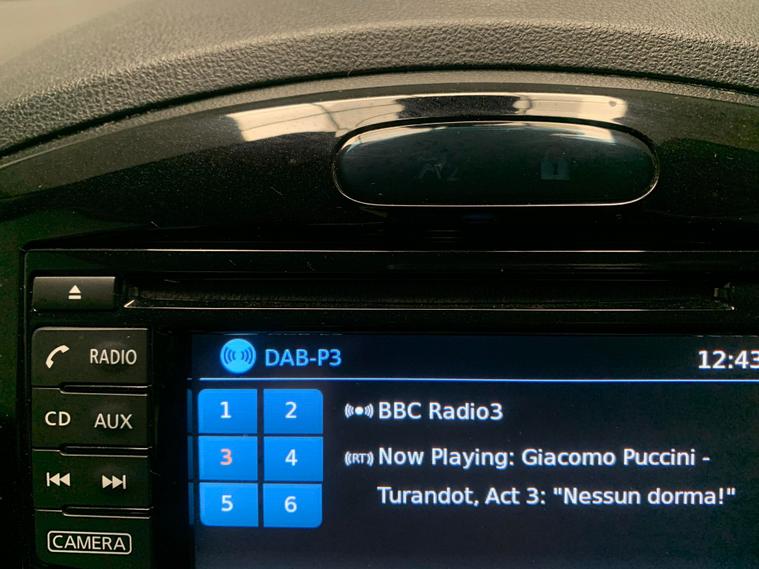 RADIO
CD AUX
CAMERA
DAB-P3 12:43
1 2
3 4
5 6
BBC Radio3
(RT) Now Playing: Giacomo Puccini -
Turandot, Act 3: "Nessun dorma!"